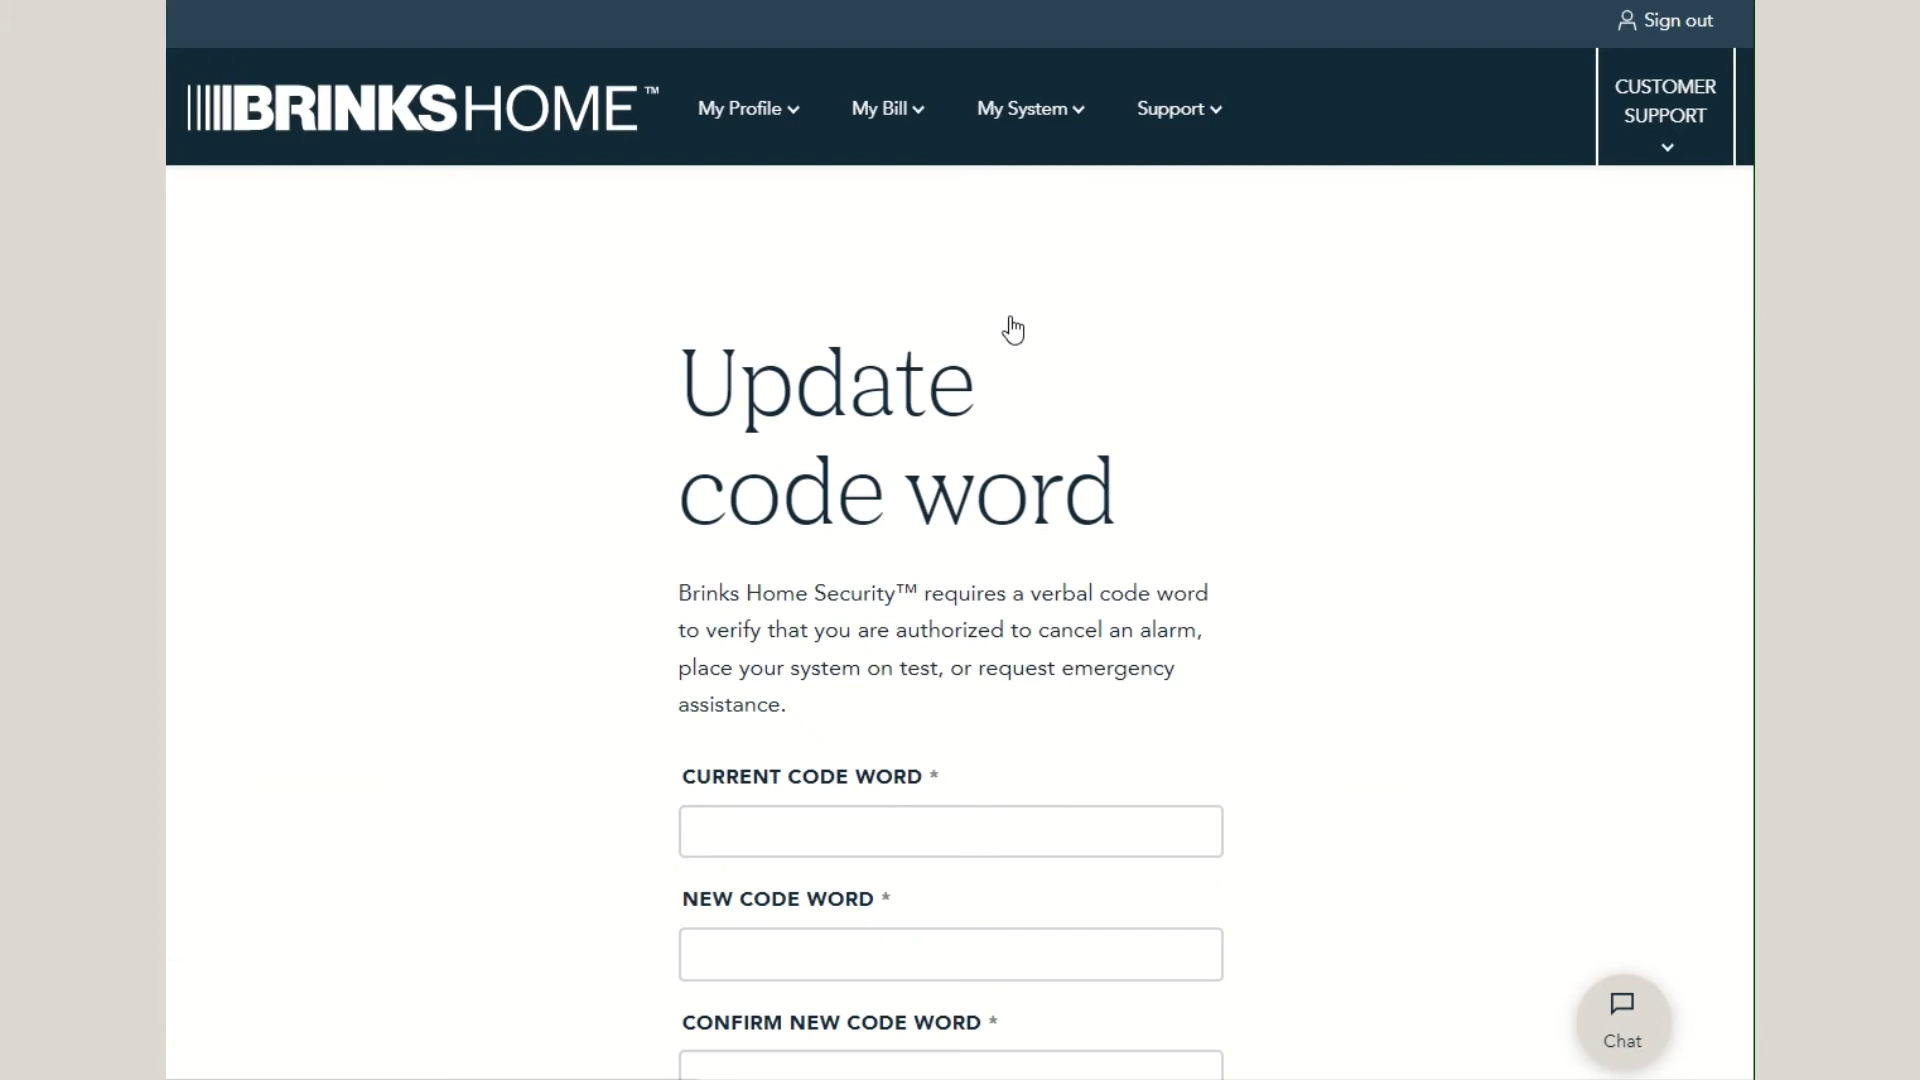 Sign out
BRINKS HOME™
My Profile
My Bill
My System
Support
CUSTOMER
SUPPORT
Update
code word
Brinks Home Security™ requires a verbal code word
to verify that you are authorized to cancel an alarm,
place your system on test, or request emergency
assistance.
CURRENT CODE WORD *
NEW CODE WORD *
CONFIRM NEW CODE WORD *
Chat